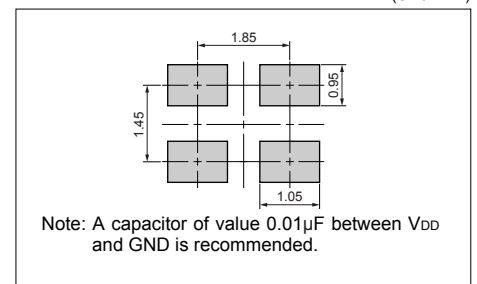 1.85
0.95
1.45
1.05
Note: A capacitor of value 0.01µF between VDD
and GND is recommended.